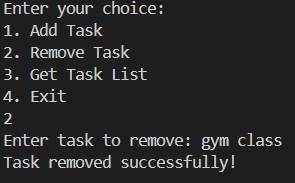 Enter your choice:
1. Add Task
2. Remove Task
3. Get Task List
4. Exit
2
Enter task to remove: gym class
Task removed successfully!